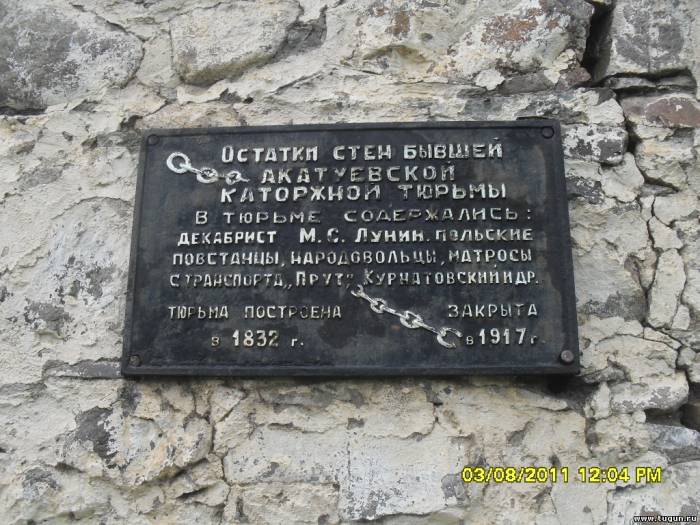 Остатки стен бывшей
Акатуевской
каторжной тюрьмы
В тюрьме содержались:
декабрист М.С. Лунин. польские
повстанцы, народовольцы, матросы
с транспорта „Прут", Курнатовский и др.
Тюрьма построена закрыта
в 1832 г. в 1917 г.
03/08/2011 12:04 PM
www.tugun.ru